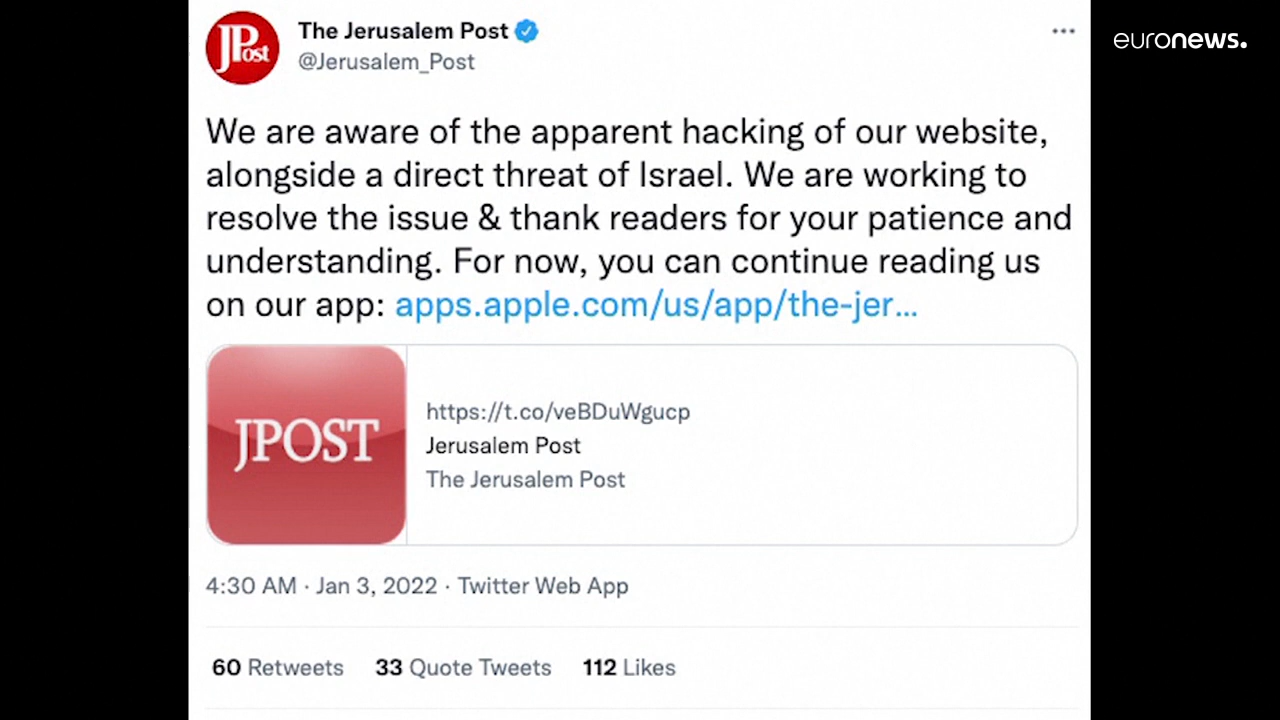 JPost
The Jerusalem Post
@Jerusalem_Post
euronews.
We are aware of the apparent hacking of our website,
alongside a direct threat of Israel. We are working to
resolve the issue & thank readers for your patience and
understanding. For now, you can continue reading us
on our app: apps.apple.com/us/app/the-jer...
JPOST
https://t.co/veBDuWgucp
Jerusalem Post
The Jerusalem Post
4:30 AM · Jan 3, 2022 · Twitter Web App
60 Retweets 33 Quote Tweets 112 Likes